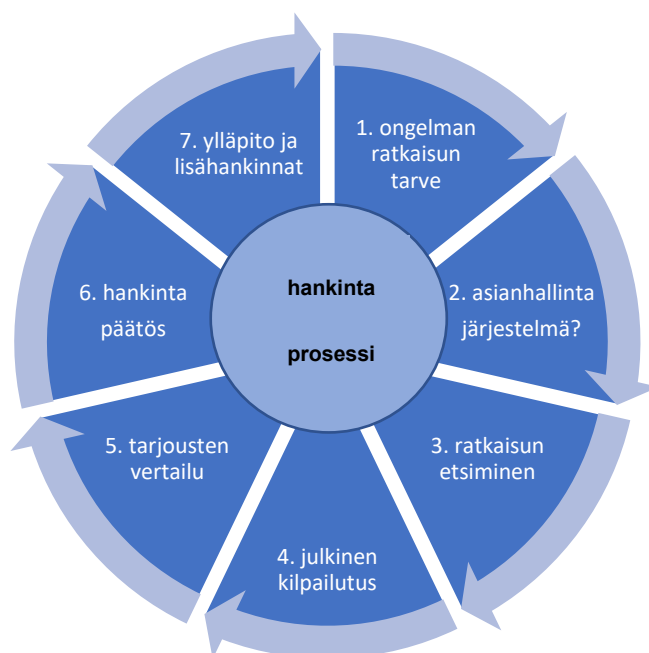 1. ongelman
ratkaisun
tarve
2. asianhallinta
järjestelmä?
3. ratkaisun
etsiminen
4. julkinen
kilpailutus
5. tarjousten
vertailu
6. hankinta
päätös
7. ylläpito ja
lisähankinnat
hankinta
prosessi